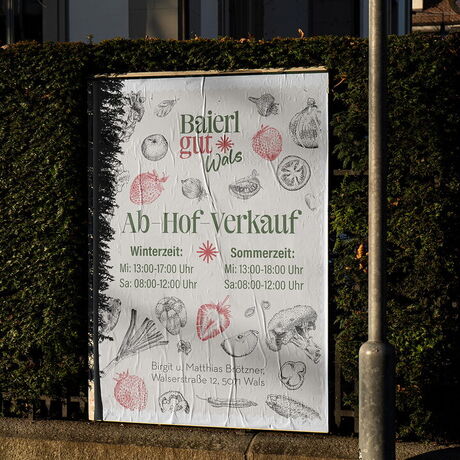 Baierl
gut
Wals
Ab-Hof-Verkauf
Winterzeit:
Mi: 13:00-17:00 Uhr
Sa: 08:00-12:00 Uhr
Sommerzeit:
Mi: 13:00-18:00 Uhr
Sa: 08:00-12:00 Uhr
Birgit u. Matthias Brötzner,
Walserstraße 12, 5071 Wals